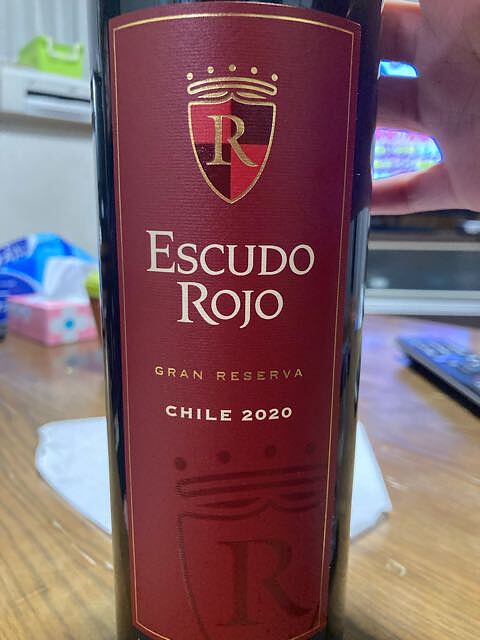 R
ESCUDO
ROJO
GRAN RESERVA
CHILE 2020
R